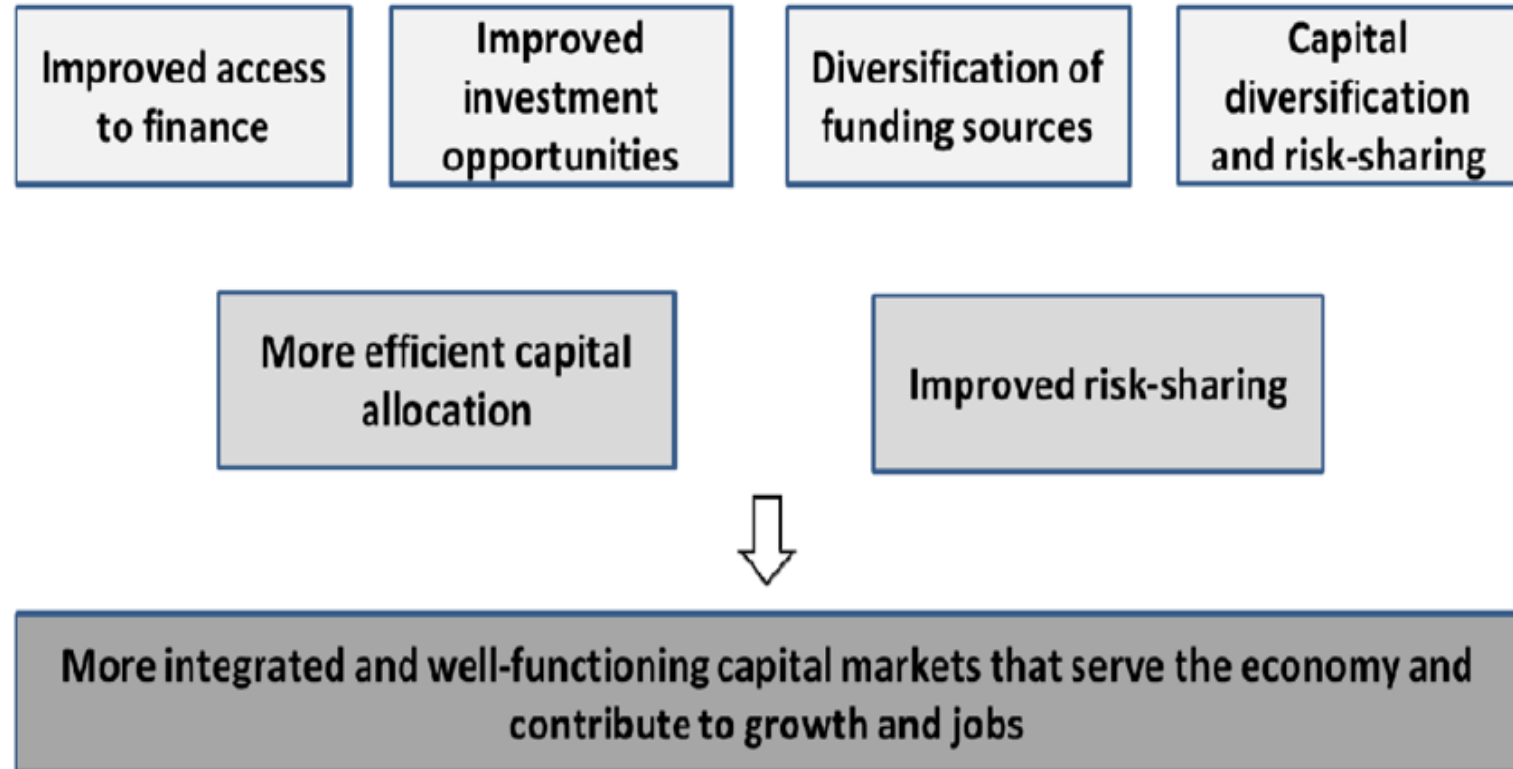 Improved access
to finance
Improved
investment
opportunities
Diversification of
funding sources
Capital
diversification
and risk-sharing
More efficient capital
allocation
Improved risk-sharing
More integrated and well-functioning capital markets that serve the economy and
contribute to growth and jobs